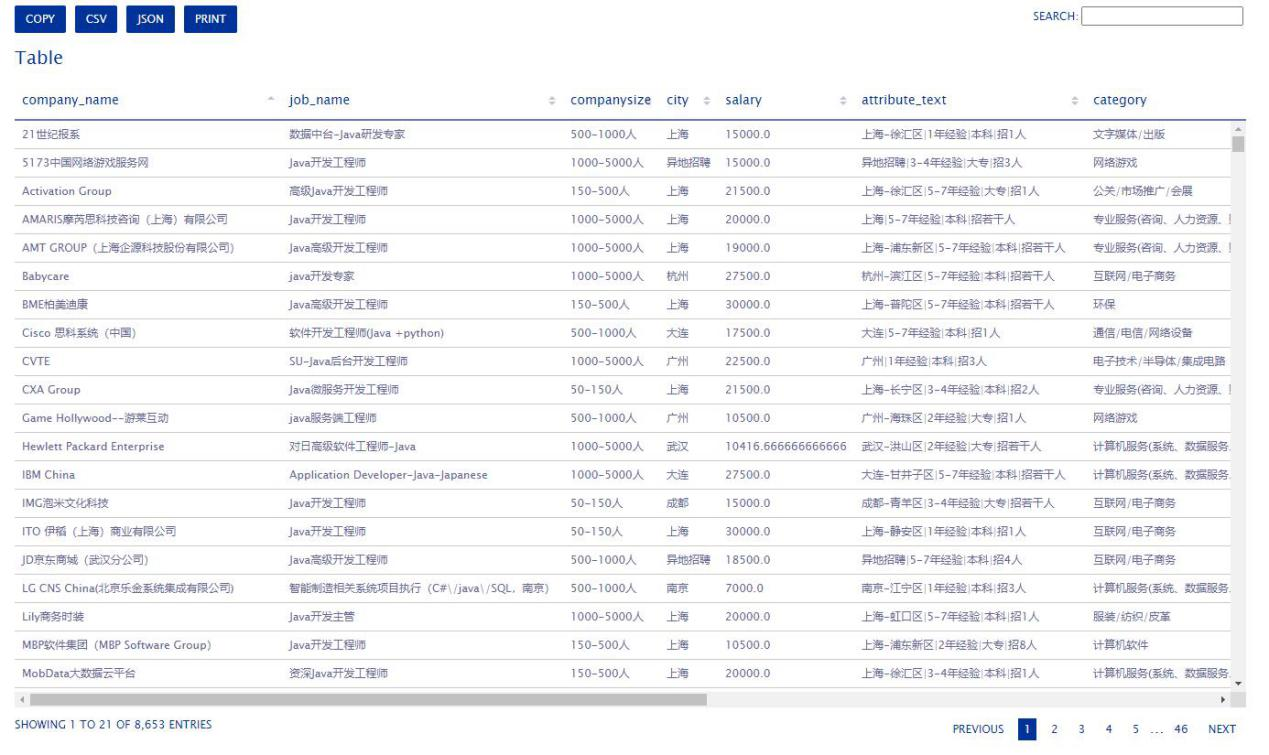 COPY CSV JSON PRINT SEARCH:
Table
company_name job_name companysize city salary attribute_text category
21世纪报系 数据中台-Java研发专家 500-1000人 上海 15000.0 上海-徐汇区|1年经验|本科|招1人 文字媒体/出版
5173中国网络游戏服务网 Java开发工程师 1000-5000人 异地招聘 15000.0 异地招聘|3-4年经验|大专|招3人 网络游戏
Activation Group 高级Java开发工程师 150-500人 上海 21500.0 上海-徐汇区|5-7年经验|大专|招1人 公关/市场推广/会展
AMARIS摩芮思科技咨询（上海）有限公司 Java开发工程师 1000-5000人 上海 20000.0 上海|5-7年经验|本科|招若干人 专业服务(咨询、人力资源、
AMT GROUP（上海企源科技股份有限公司） Java高级开发工程师 1000-5000人 上海 19000.0 上海-浦东新区|5-7年经验|本科|招若干人 专业服务(咨询、人力资源、
Babycare java开发专家 1000-5000人 杭州 27500.0 杭州-滨江区|5-7年经验|本科|招若干人 互联网/电子商务
BME柏美迪康 Java高级开发工程师 150-500人 上海 30000.0 上海-普陀区|5-7年经验|本科|招若干人 环保
Cisco 思科系统（中国） 软件开发工程师(Java +python) 500-1000人 大连 17500.0 大连|5-7年经验|本科|招1人 通信/电信/网络设备
CVTE SU-Java后台开发工程师 1000-5000人 广州 22500.0 广州|1年经验|本科|招3人 电子技术/半导体/集成电路
CXA Group Java微服务开发工程师 50-150人 上海 21500.0 上海-长宁区|3-4年经验|本科|招2人 专业服务(咨询、人力资源、
Game Hollywood--游莱互动 java服务端工程师 500-1000人 广州 10500.0 广州-海珠区|2年经验|大专|招1人 网络游戏
Hewlett Packard Enterprise 对日高级软件工程师-Java 1000-5000人 武汉 10416.666666666666 武汉-洪山区|2年经验|大专|招若干人 计算机服务(系统、数据服务
IBM China Application Developer-Java-Japanese 1000-5000人 大连 27500.0 大连-甘井子区|5-7年经验|本科|招若干人 计算机服务(系统、数据服务
IMG泡米文化科技 Java开发工程师 50-150人 成都 15000.0 成都-青羊区|3-4年经验|大专|招若干人 互联网/电子商务
ITO 伊稻（上海）商业有限公司 Java开发工程师 50-150人 上海 30000.0 上海-静安区|1年经验|本科|招1人 互联网/电子商务
JD京东商城（武汉分公司） Java高级开发工程师 500-1000人 异地招聘 18500.0 异地招聘|5-7年经验|本科|招4人 互联网/电子商务
LG CNS China(北京乐金系统集成有限公司) 智能制造相关系统项目执行（C#\/java\/SQL，南京） 500-1000人 南京 7000.0 南京-江宁区|1年经验|本科|招3人 计算机服务(系统、数据服务
Lily商务时装 Java开发主管 1000-5000人 上海 20000.0 上海-虹口区|5-7年经验|本科|招1人 服装/纺织/皮革
MBP软件集团（MBP Software Group） Java开发工程师 150-500人 上海 10500.0 上海-浦东新区|2年经验|大专|招8人 计算机软件
MobData大数据云平台 资深Java开发工程师 150-500人 上海 20000.0 上海-徐汇区|3-4年经验|本科|招1人 计算机服务(系统、数据服务
SHOWING 1 TO 21 OF 8,653 ENTRIES PREVIOUS 1 2 3 4 5 ... 46 NEXT